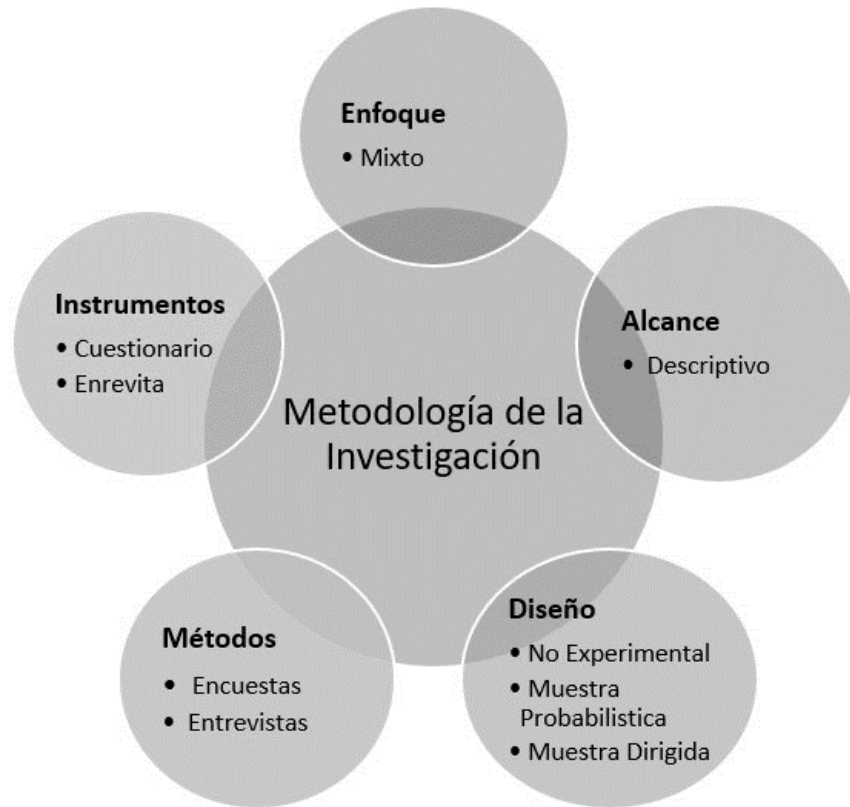 Enfoque
• Mixto
Alcance
• Descriptivo
Diseño
• No Experimental
• Muestra
Probabilistica
• Muestra Dirigida
Métodos
• Encuestas
• Entrevistas
Instrumentos
• Cuestionario
• Enrevita
Metodología de la
Investigación